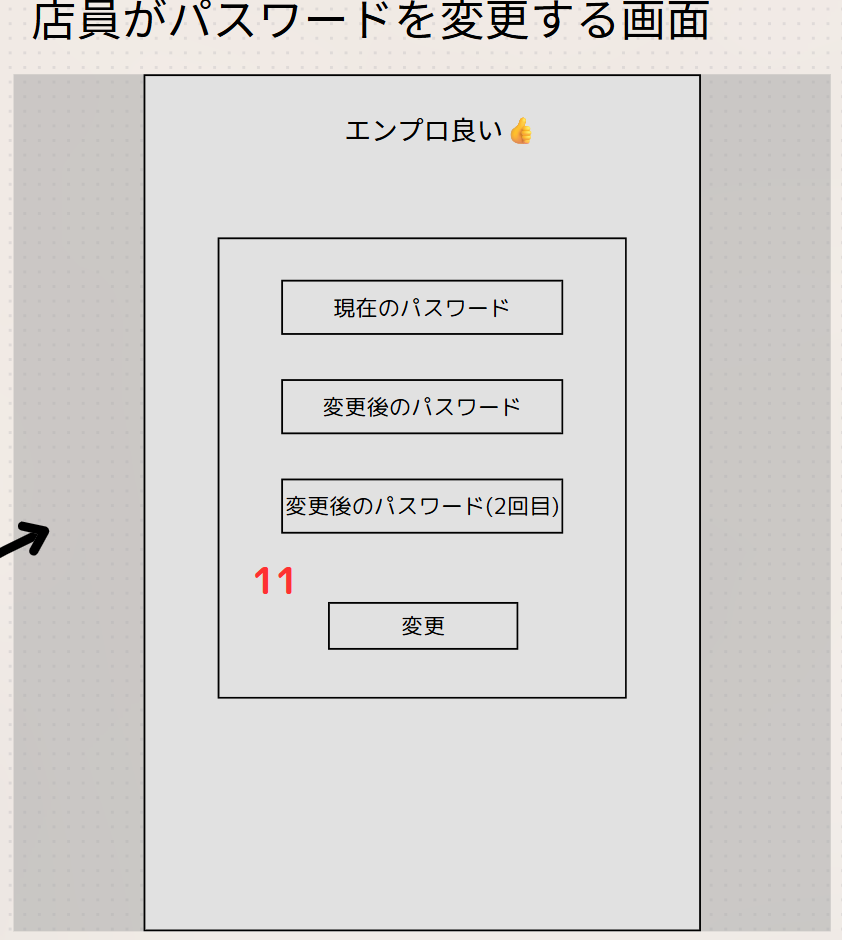 店員がパスワードを変更する画面
エンプロ良い👍
現在のパスワード
変更後のパスワード
変更後のパスワード(2回目)
11
変更